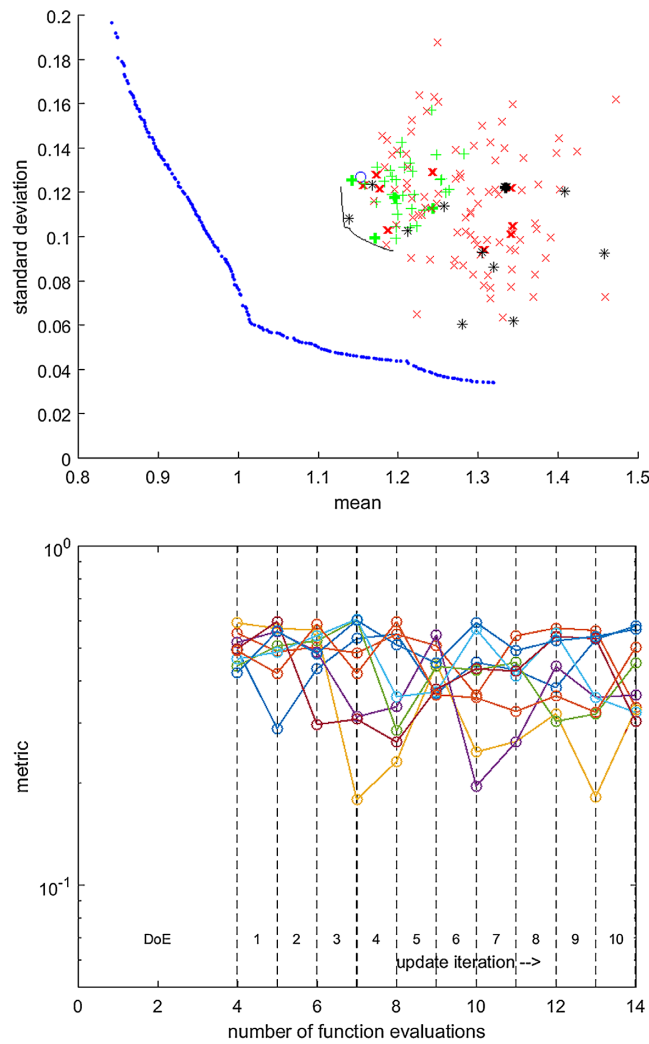 0.2
0.18
0.16
0.14
0.12
0.1
0.08
0.06
0.04
0.02
0
standard deviation
0.8 0.9 1 1.1 1.2 1.3 1.4 1.5
mean
10^0
10^-1
metric
DoE 1 2 3 4 5 6 7 8 9 10
update iteration -->
0 2 4 6 8 10 12 14
number of function evaluations